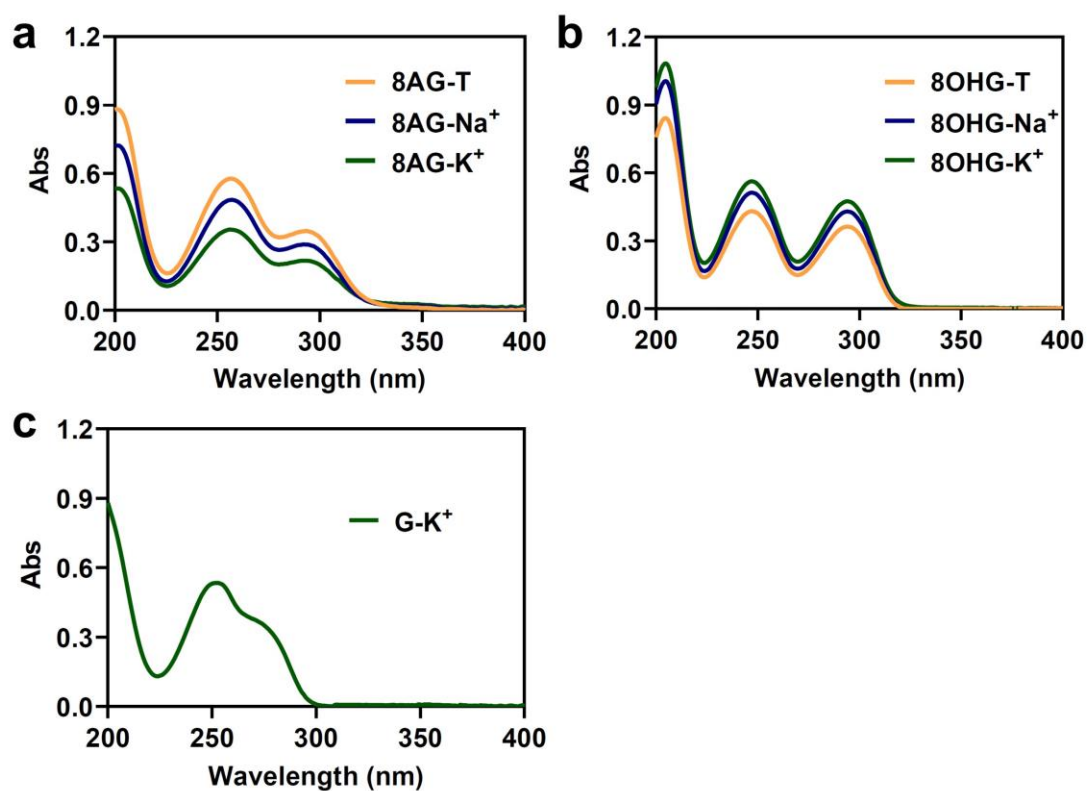 a
1.2
0.9
0.6
0.3
0.0
Abs
8AG-T
8AG-Na⁺
8AG-K⁺
200 250 300 350 400
Wavelength (nm)
b
1.2
0.9
0.6
0.3
0.0
Abs
8OHG-T
8OHG-Na⁺
8OHG-K⁺
200 250 300 350 400
Wavelength (nm)
c
1.2
0.9
0.6
0.3
0.0
Abs
G-K⁺
200 250 300 350 400
Wavelength (nm)